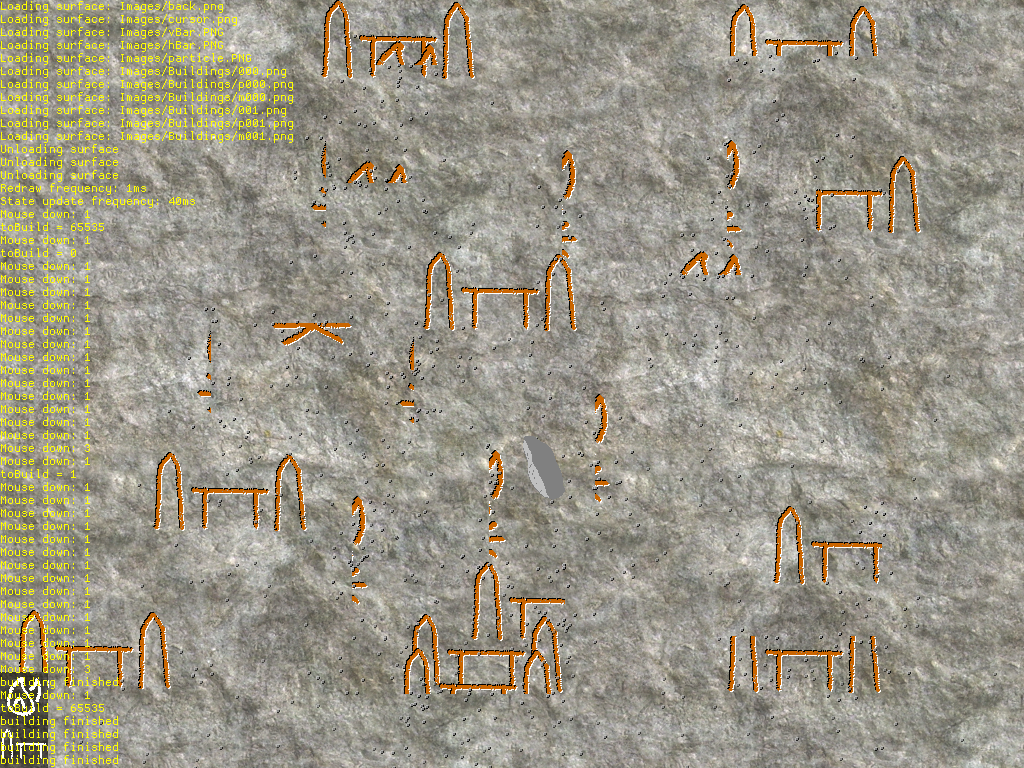 Loading surface: Images/back.png
Loading surface: Images/cursor.png
Loading surface: Images/vBar.PNG
Loading surface: Images/hBar.PNG
Loading surface: Images/particle.PNG
Loading surface: Images/Buildings/000.png
Loading surface: Images/Buildings/p000.png
Loading surface: Images/Buildings/m000.png
Loading surface: Images/Buildings/001.png
Loading surface: Images/Buildings/p001.png
Loading surface: Images/Buildings/m001.png
Unloading surface
Unloading surface
Unloading surface
Redraw frequency: 1ms
State update frequency: 40ms
Mouse down: 1
toBuild = 65535
Mouse down: 1
toBuild = 0
Mouse down: 1
Mouse down: 1
Mouse down: 1
Mouse down: 1
Mouse down: 1
Mouse down: 1
Mouse down: 1
Mouse down: 1
Mouse down: 1
Mouse down: 1
Mouse down: 1
Mouse down: 1
Mouse down: 1
Mouse down: 1
Mouse down: 3
Mouse down: 1
toBuild = 1
Mouse down: 1
Mouse down: 1
Mouse down: 1
Mouse down: 1
Mouse down: 1
Mouse down: 1
Mouse down: 1
Mouse down: 1
Mouse down: 1
Mouse down: 1
Mouse down: 1
Mouse down: 1
Mouse down: 1
Mouse down: 1
Mouse down: 3
building finished
Mouse down: 1
toBuild = 65535
building finished
building finished
building finished
building finished